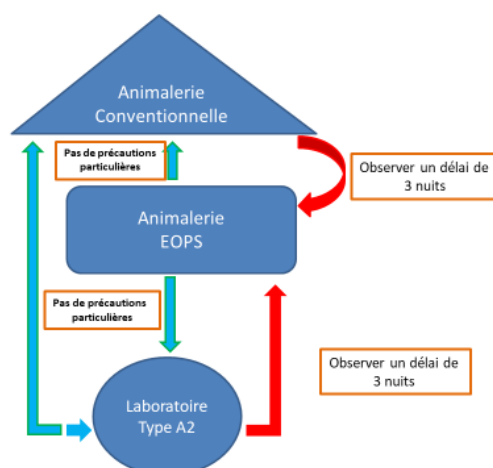 Animalerie
Conventionnelle
Pas de précautions
particulières
Observer un délai de
3 nuits
Animalerie
EOPS
Pas de précautions
particulières
Observer un délai de
3 nuits
Laboratoire
Type A2